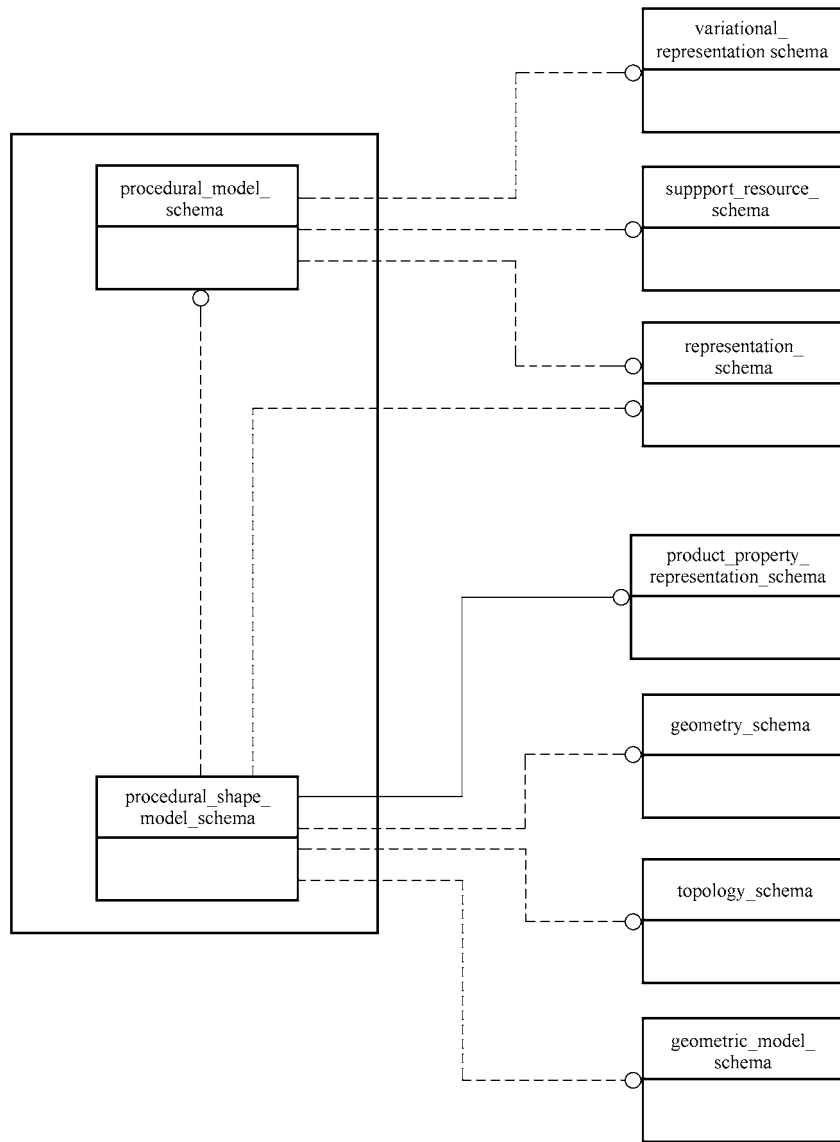 variational_
representation schema
procedural_model_
schema
suppport_resource_
schema
representation_
schema
product_property_
representation_schema
geometry_schema
procedural_shape_
model_schema
topology_schema
geometric_model_
schema